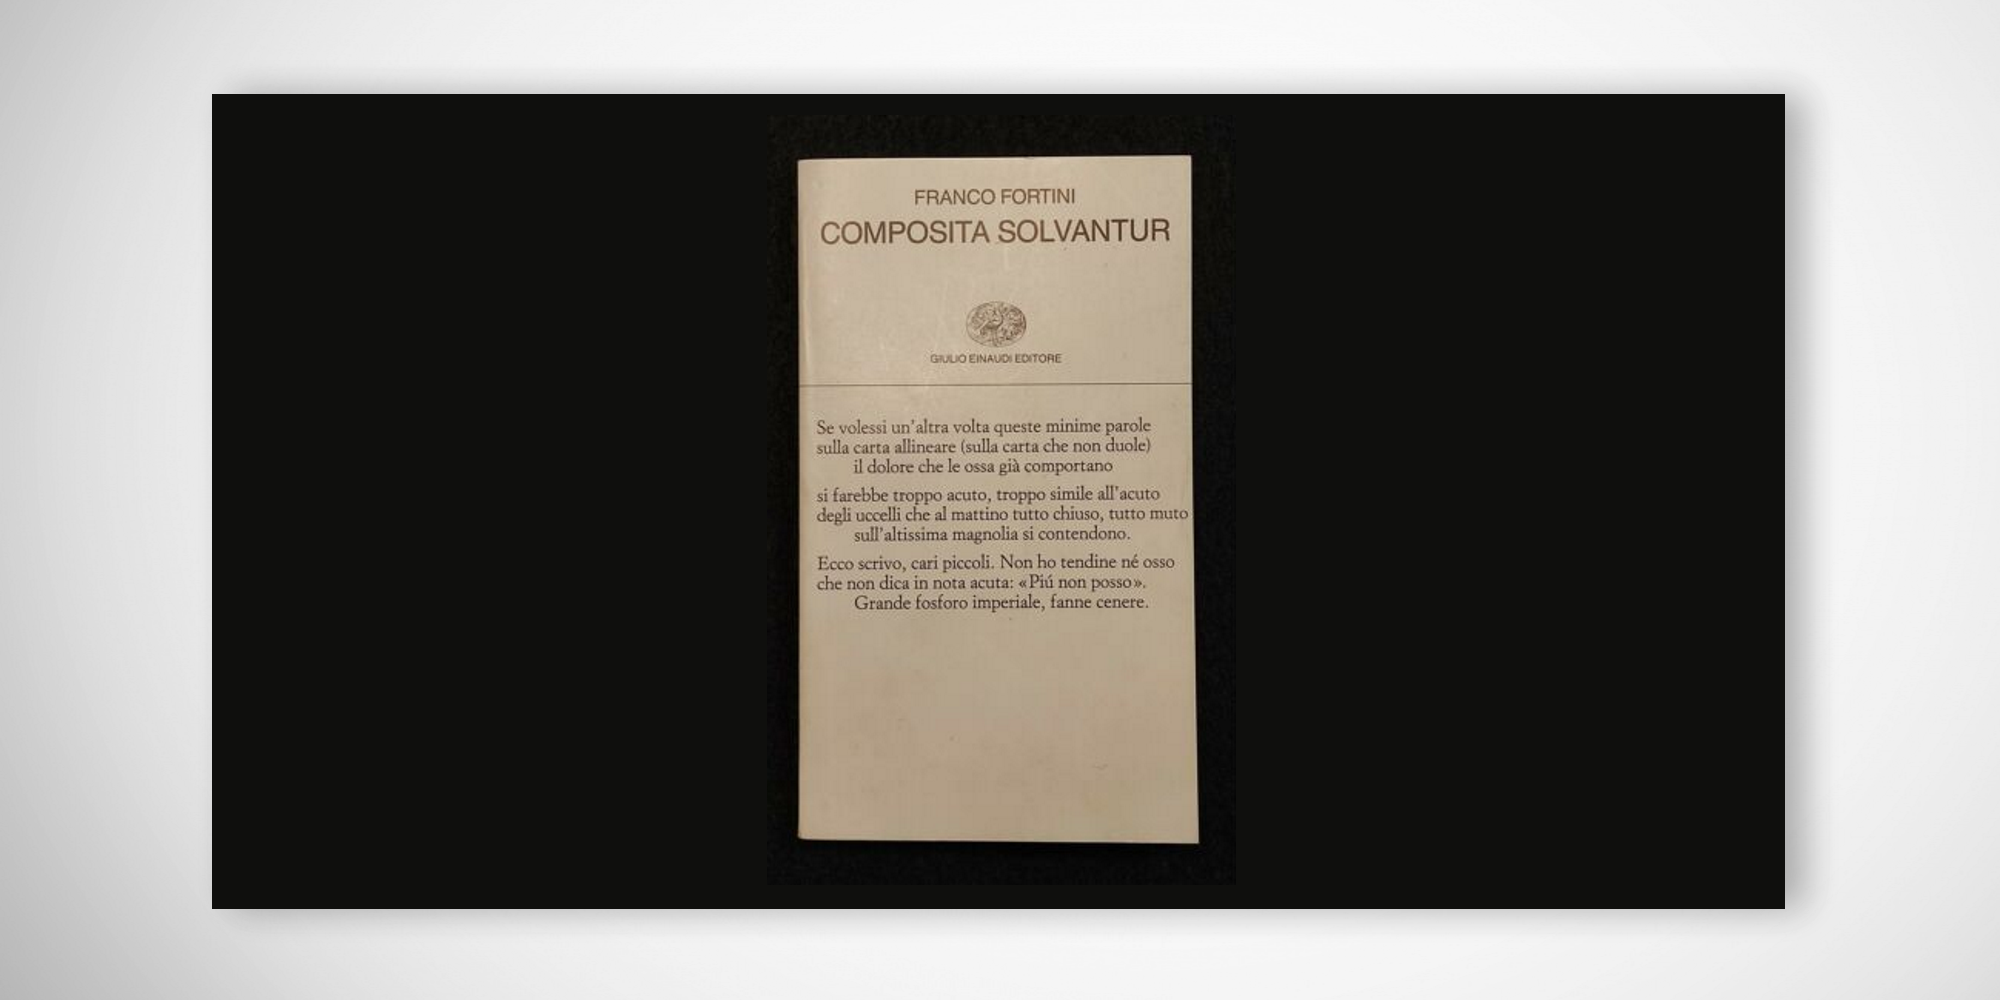 FRANCO FORTINI
COMPOSITA SOLVANTUR
GIULIO EINAUDI EDITORE
Se volessi un'altra volta queste minime parole
sulla carta allineare (sulla carta che non duole)
il dolore che le ossa già comportano
si farebbe troppo acuto, troppo simile all'acuto
degli uccelli che al mattino tutto chiuso, tutto muto
sull'altissima magnolia si contendono.
Ecco scrivo, cari piccoli. Non ho tendine né osso
che non dica in nota acuta: «Piú non posso».
Grande fosforo imperiale, fanne cenere.